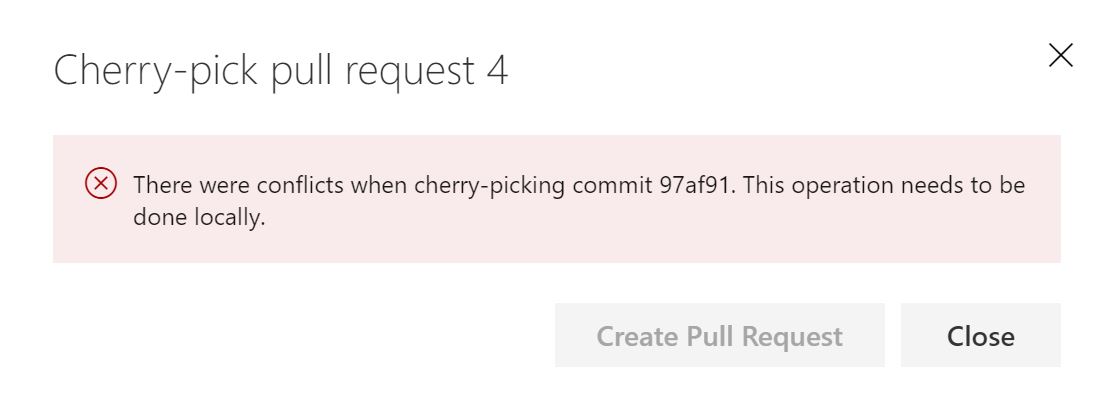 Cherry-pick pull request 4
There were conflicts when cherry-picking commit 97af91. This operation needs to be
done locally.
Create Pull Request
Close